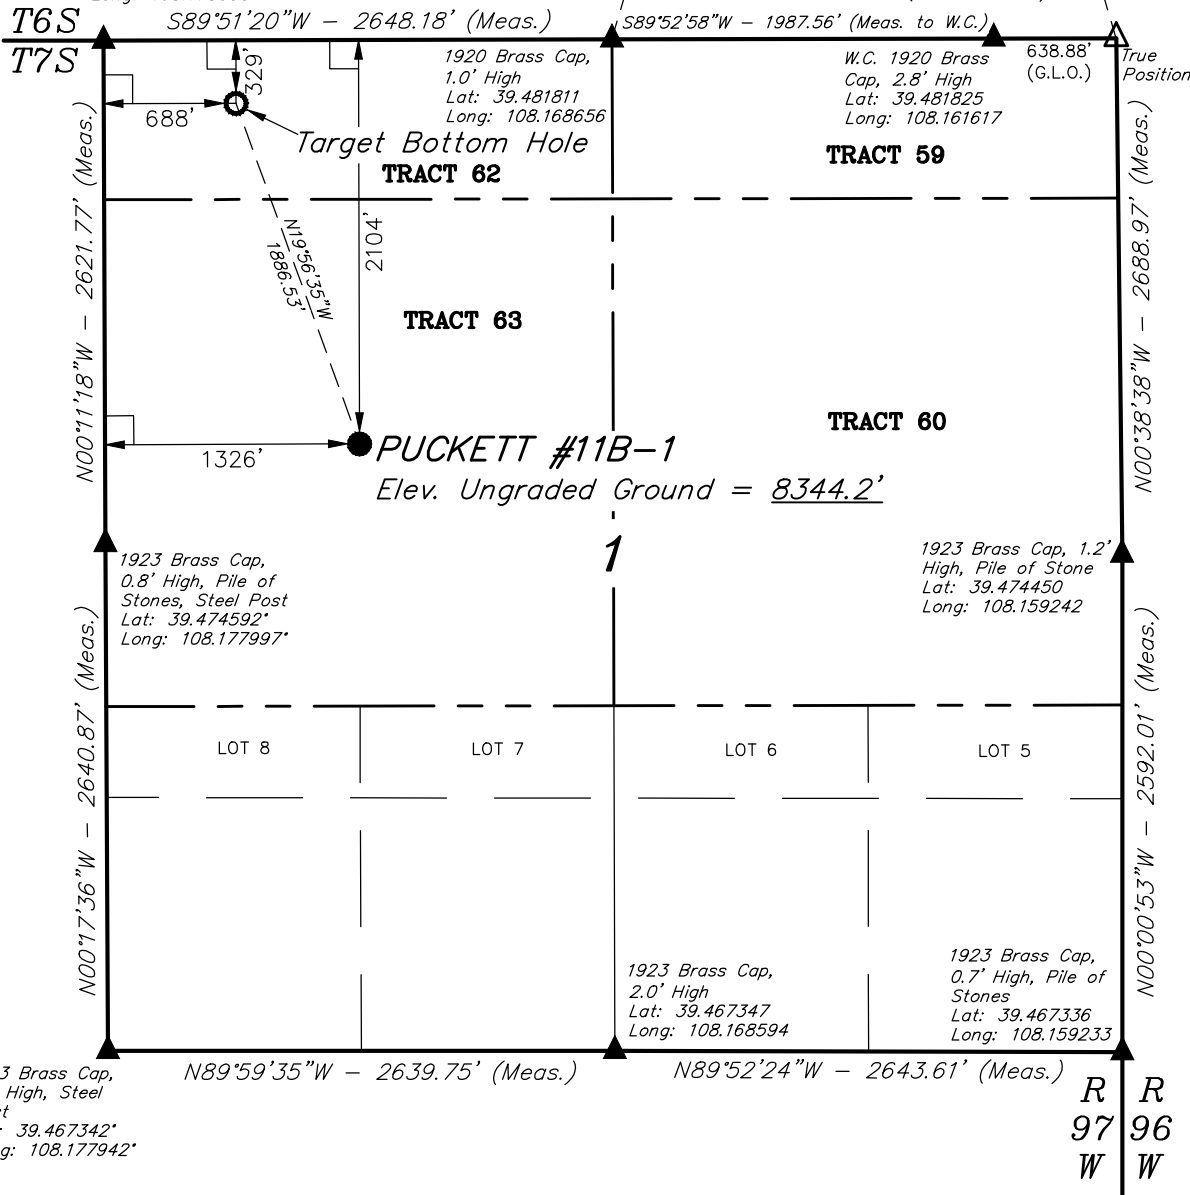 T6S
T7S
S89°51'20"W – 2648.18' (Meas.)
S89°52'58"W – 1987.56' (Meas. to W.C.)
638.88'
(G.L.O.)
True
Position
1920 Brass Cap,
1.0' High
Lat: 39.481811
Long: 108.168656
W.C. 1920 Brass
Cap, 2.8' High
Lat: 39.481825
Long: 108.161617
329'
688'
Target Bottom Hole
TRACT 62
TRACT 59
N00°11'18"W – 2621.77' (Meas.)
N19°56'35"W
1886.53'
2104'
N00°38'38"W – 2688.97' (Meas.)
TRACT 63
TRACT 60
1326'
PUCKETT #11B–1
Elev. Ungraded Ground = 8344.2'
1
1923 Brass Cap,
0.8' High, Pile of
Stones, Steel Post
Lat: 39.474592°
Long: 108.177997°
1923 Brass Cap, 1.2'
High, Pile of Stone
Lat: 39.474450
Long: 108.159242
N00°17'36"W – 2640.87' (Meas.)
N00°00'53"W – 2592.01' (Meas.)
LOT 8
LOT 7
LOT 6
LOT 5
1923 Brass Cap,
2.0' High
Lat: 39.467347
Long: 108.168594
1923 Brass Cap,
0.7' High, Pile of
Stones
Lat: 39.467336
Long: 108.159233
3 Brass Cap,
High, Steel
39.467342°
108.177942°
N89°59'35"W – 2639.75' (Meas.)
N89°52'24"W – 2643.61' (Meas.)
R R
97 96
W W